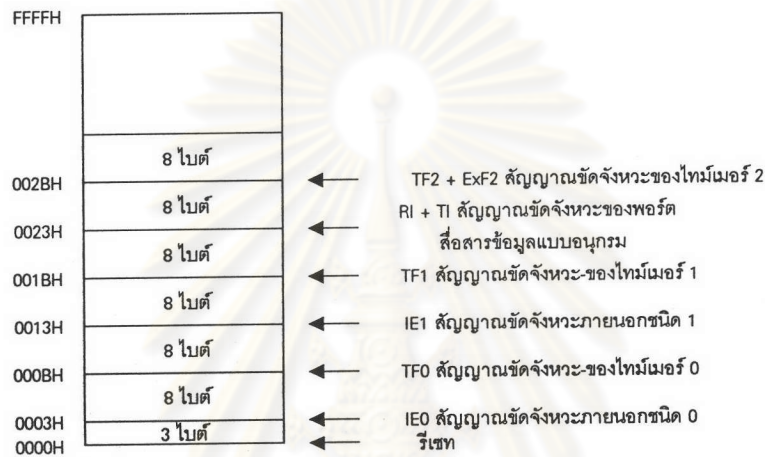 FFFFH
8 ไบต์
002BH
TF2 + ExF2 สัญญาณขัดจังหวะของไทม์เมอร์ 2
8 ไบต์
RI + TI สัญญาณขัดจังหวะของพอร์ต
0023H
สื่อสารข้อมูลแบบอนุกรม
8 ไบต์
001BH
TF1 สัญญาณขัดจังหวะ-ของไทม์เมอร์ 1
8 ไบต์
0013H
IE1 สัญญาณขัดจังหวะภายนอกชนิด 1
8 ไบต์
000BH
TF0 สัญญาณขัดจังหวะ-ของไทม์เมอร์ 0
8 ไบต์
0003H
IE0 สัญญาณขัดจังหวะภายนอกชนิด 0
3 ไบต์
0000H
รีเซท